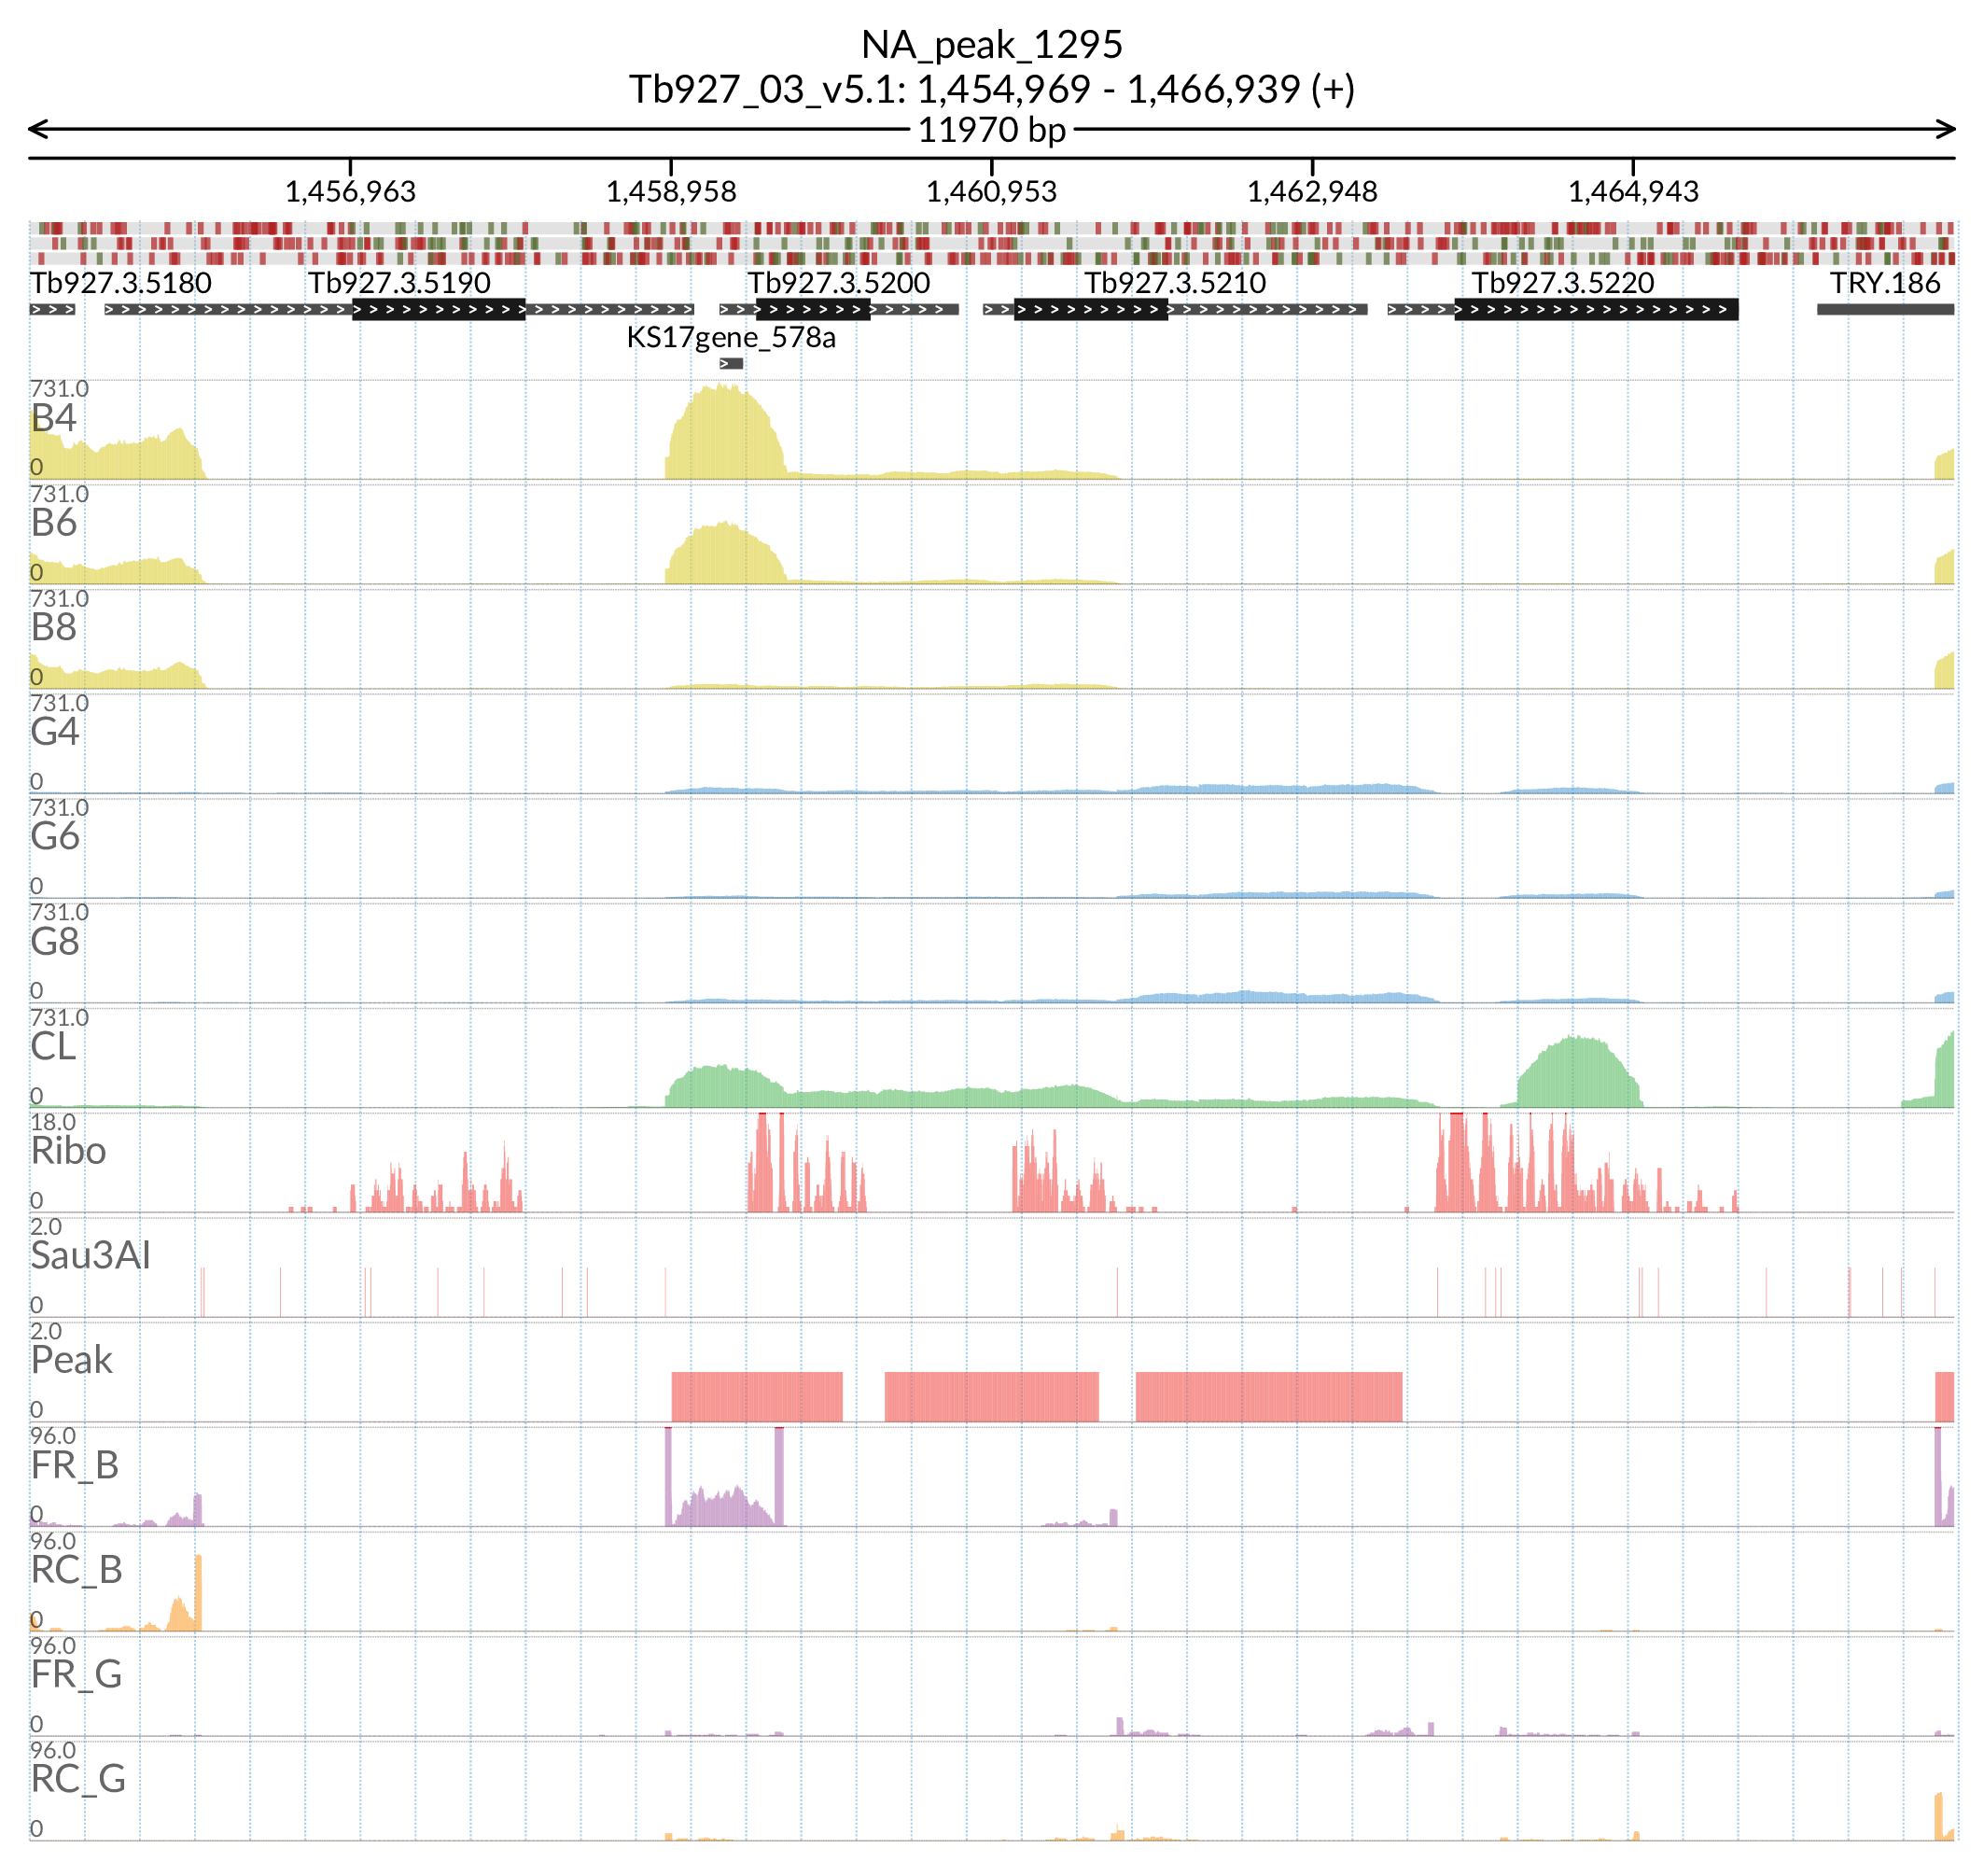 NA_peak_1295
Tb927_03_v5.1: 1,454,969 - 1,466,939 (+)
11970 bp
1,456,963 1,458,958 1,460,953 1,462,948 1,464,943
Tb927.3.5180 Tb927.3.5190 Tb927.3.5200 Tb927.3.5210 Tb927.3.5220 TRY.186
KS17gene_578a
731.0
B4
0
731.0
B6
0
731.0
B8
0
731.0
G4
0
731.0
G6
0
731.0
G8
0
731.0
CL
0
18.0
Ribo
0
2.0
Sau3AI
0
2.0
Peak
0
96.0
FR_B
0
96.0
RC_B
0
96.0
FR_G
0
96.0
RC_G
0